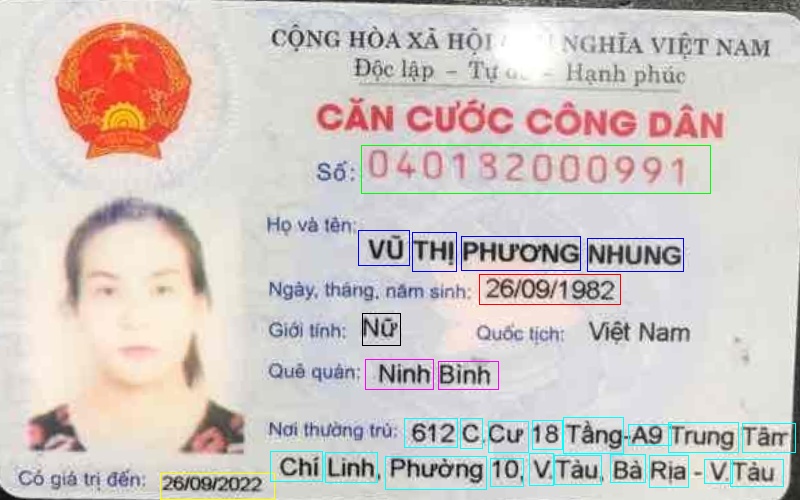 CỘNG HÒA XÃ HỘI NGHĨA VIỆT NAM
Độc lập - Tự do - Hạnh phúc
CĂN CƯỚC CÔNG DÂN
Số: 040182000991
Họ và tên:
VŨ THỊ PHƯƠNG NHUNG
Ngày, tháng, năm sinh: 26/09/1982
Giới tính: Nữ Quốc tịch: Việt Nam
Quê quán: Ninh Bình
Nơi thường trú: 612 C.Cư 18 Tầng-A9 Trung Tâm
Có giá trị đến: 26/09/2022 Chí Linh, Phường 10, V.Tàu, Bà Rịa - V.Tàu